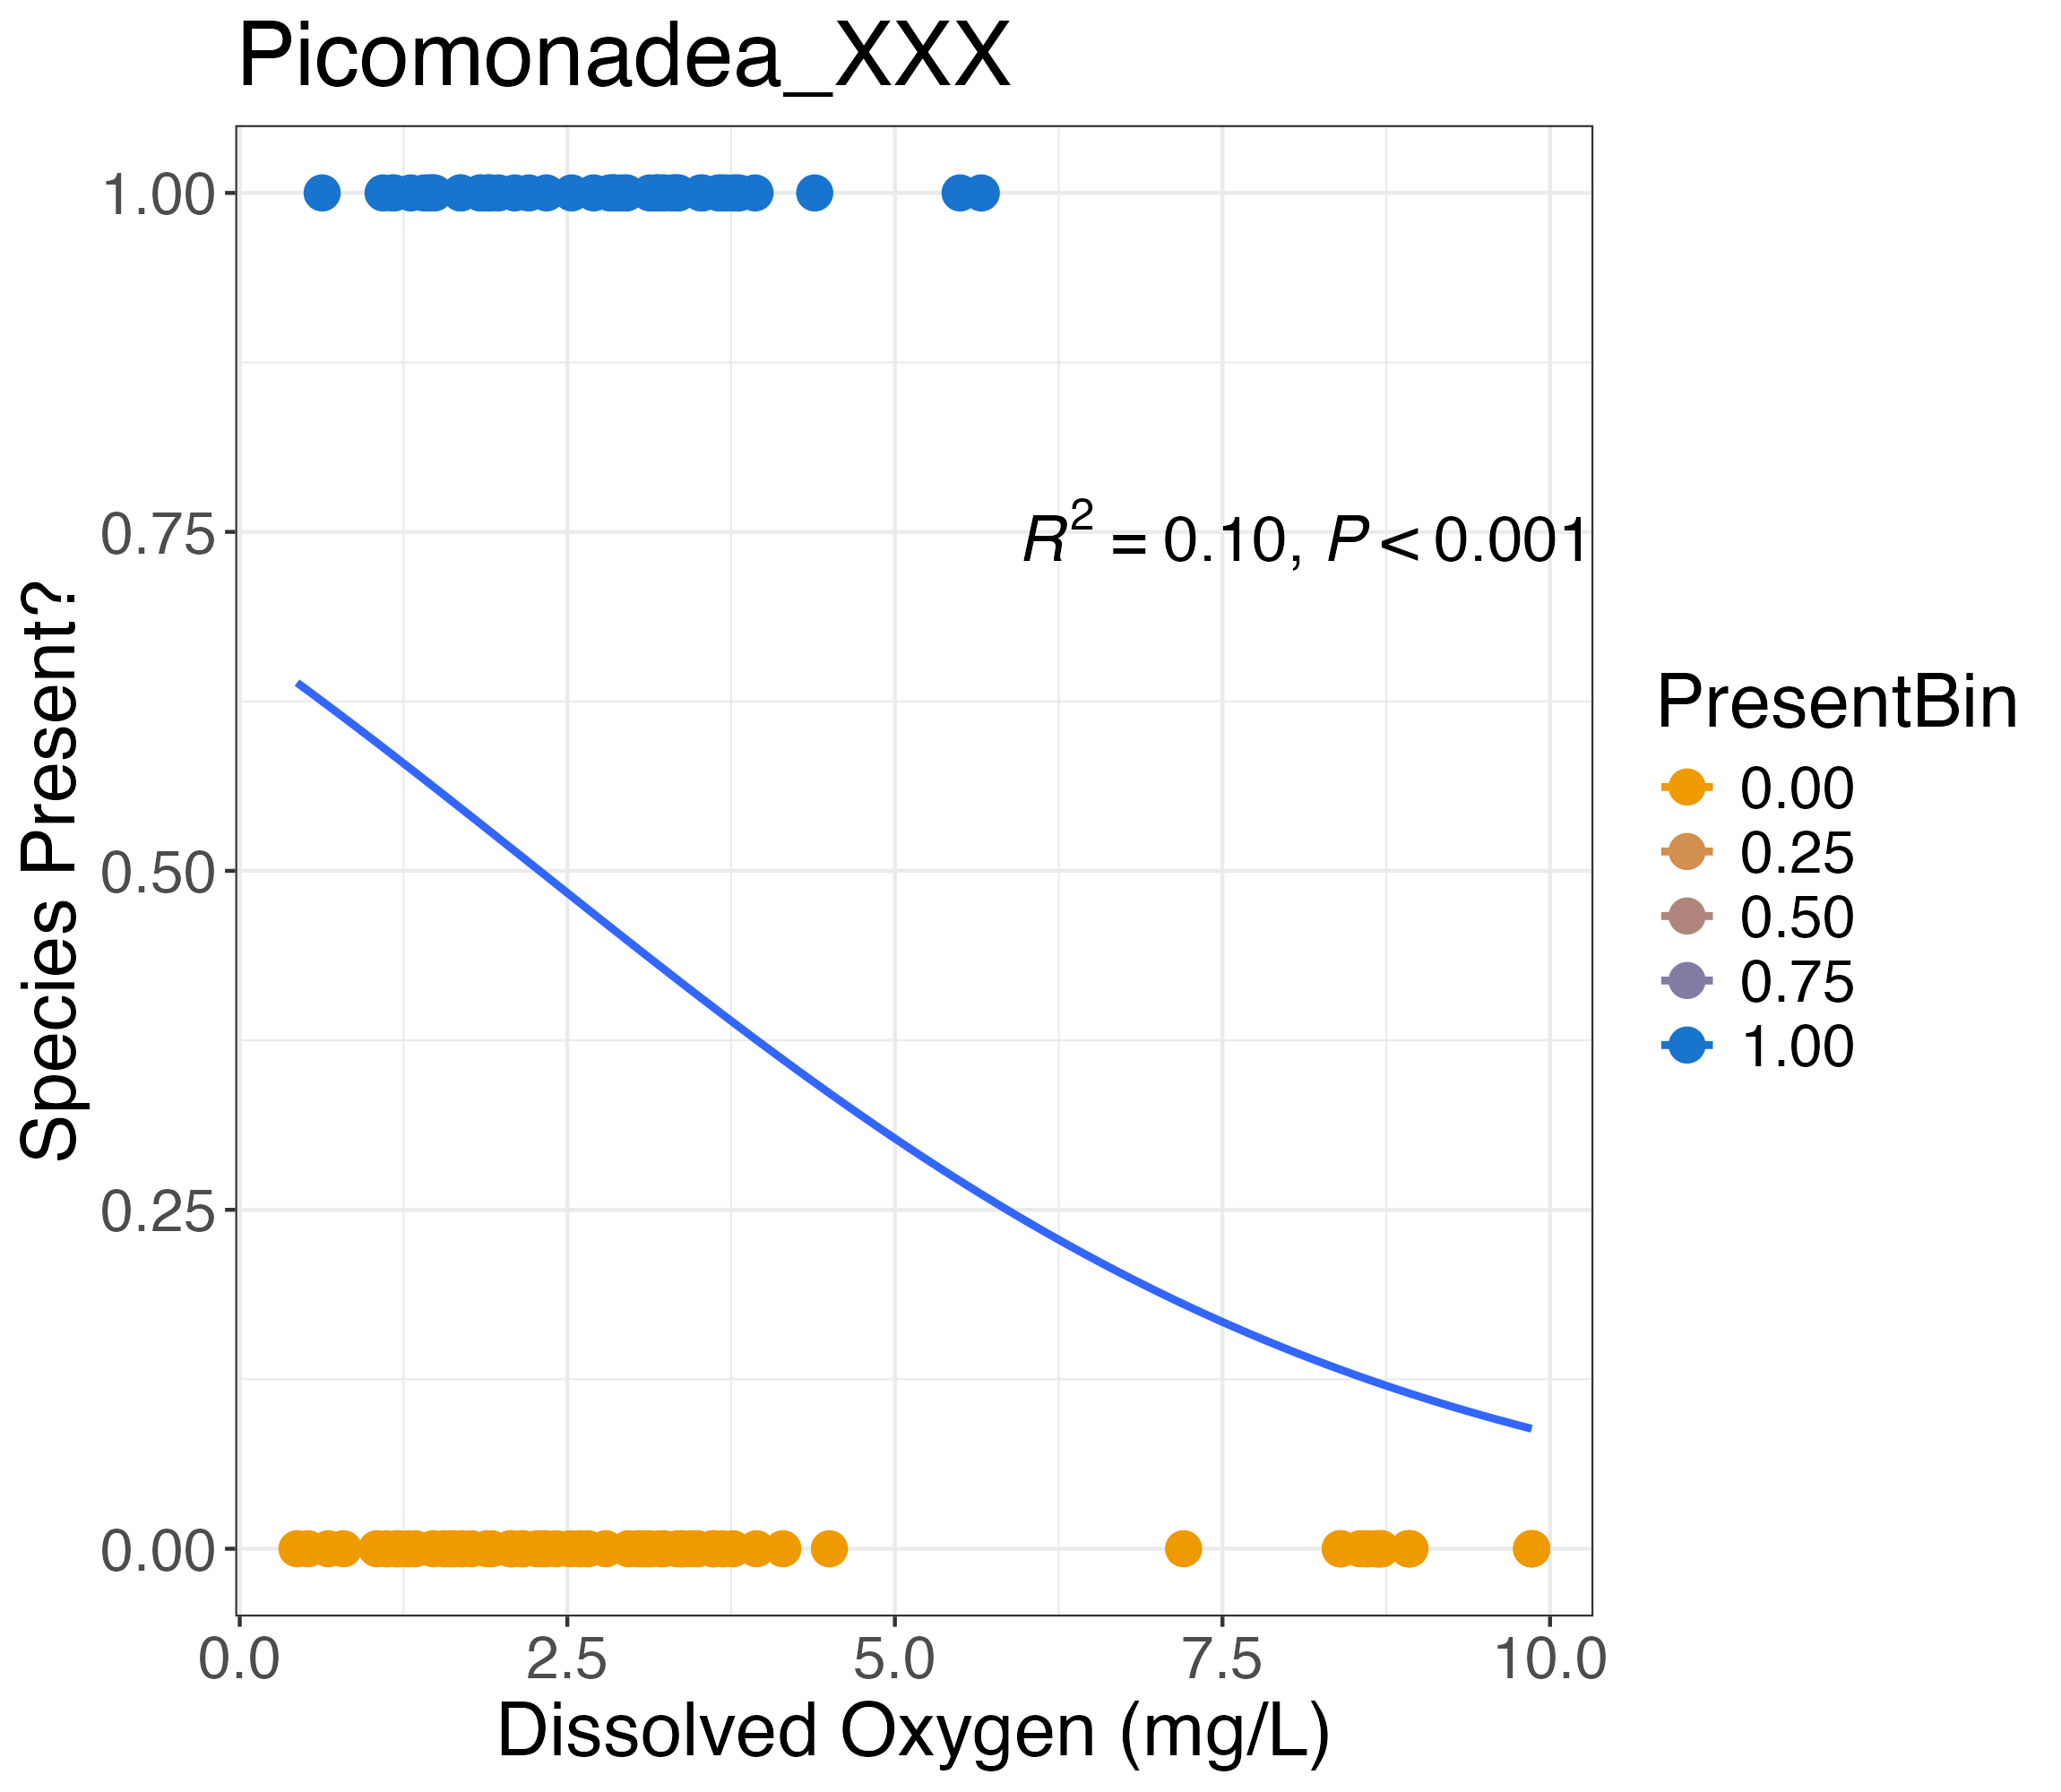 Picomonadea_XXX
1.00
0.75
0.50
0.25
0.00
Species Present?
R² = 0.10, P < 0.001
0.0 2.5 5.0 7.5 10.0
Dissolved Oxygen (mg/L)
PresentBin
0.00
0.25
0.50
0.75
1.00